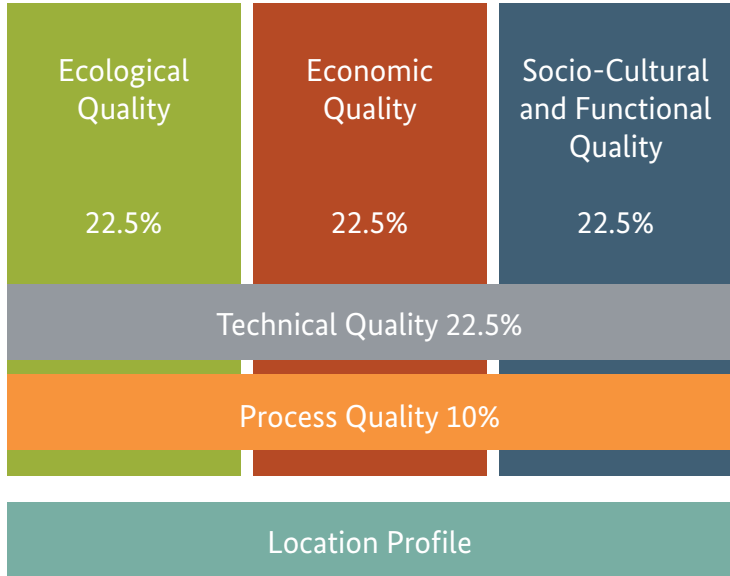 Ecological
Quality
22.5%
Economic
Quality
22.5%
Socio-Cultural
and Functional
Quality
22.5%
Technical Quality 22.5%
Process Quality 10%
Location Profile